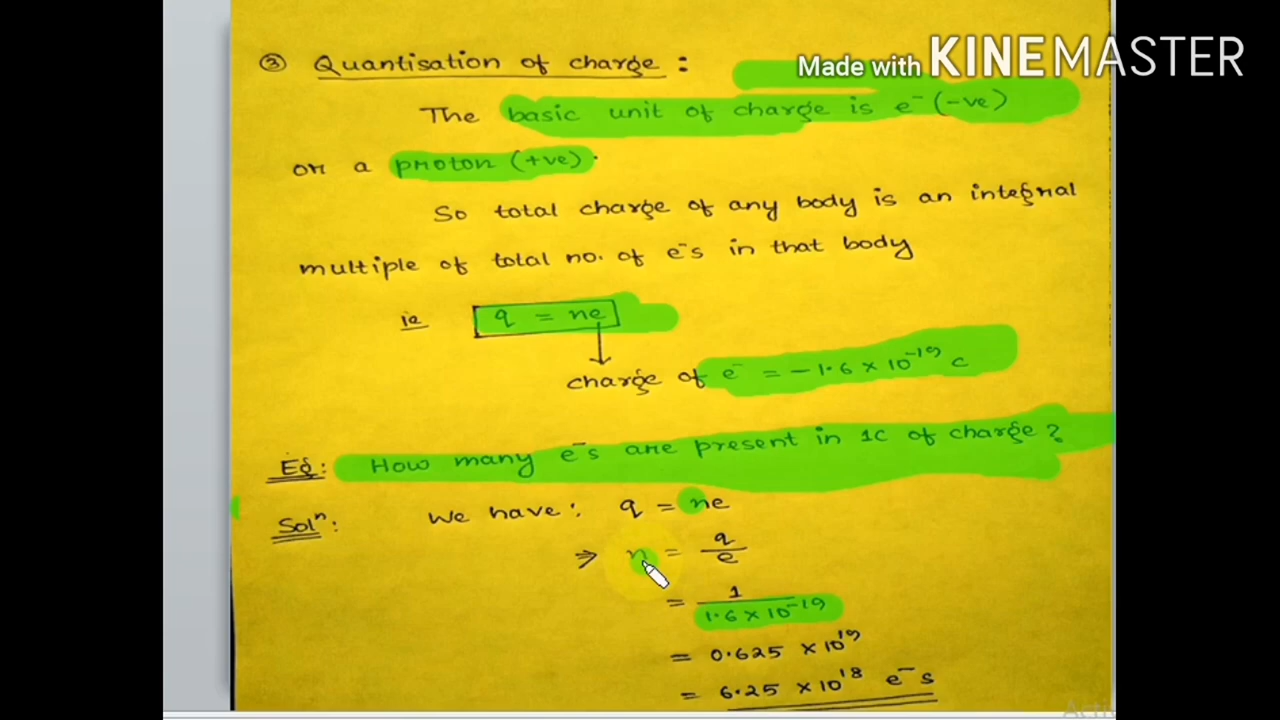 Made with KINEMASTER
③ Quantisation of charge :
The basic unit of charge is e⁻ (-ve)
or a proton (+ve).
So total charge of any body is an integral
multiple of total no. of e⁻s in that body
ie q = ne
charge of e⁻ = -1.6 × 10⁻¹⁹ c
Eg: How many e⁻s are present in 1c of charge?
Solⁿ: We have: q = ne
⇒ n = q/e
= 1/1.6 × 10⁻¹⁹
= 0.625 × 10¹⁹
= 6.25 × 10¹⁸ e⁻s